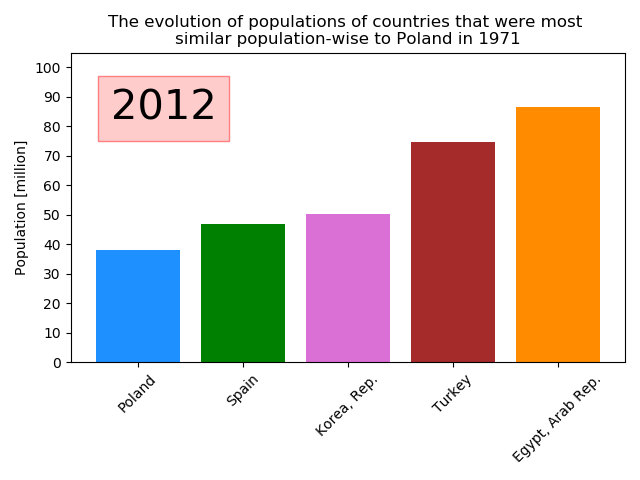 The evolution of populations of countries that were most
similar population-wise to Poland in 1971
2012
Population [million]
100
90
80
70
60
50
40
30
20
10
0
Poland
Spain
Korea, Rep.
Turkey
Egypt, Arab Rep.